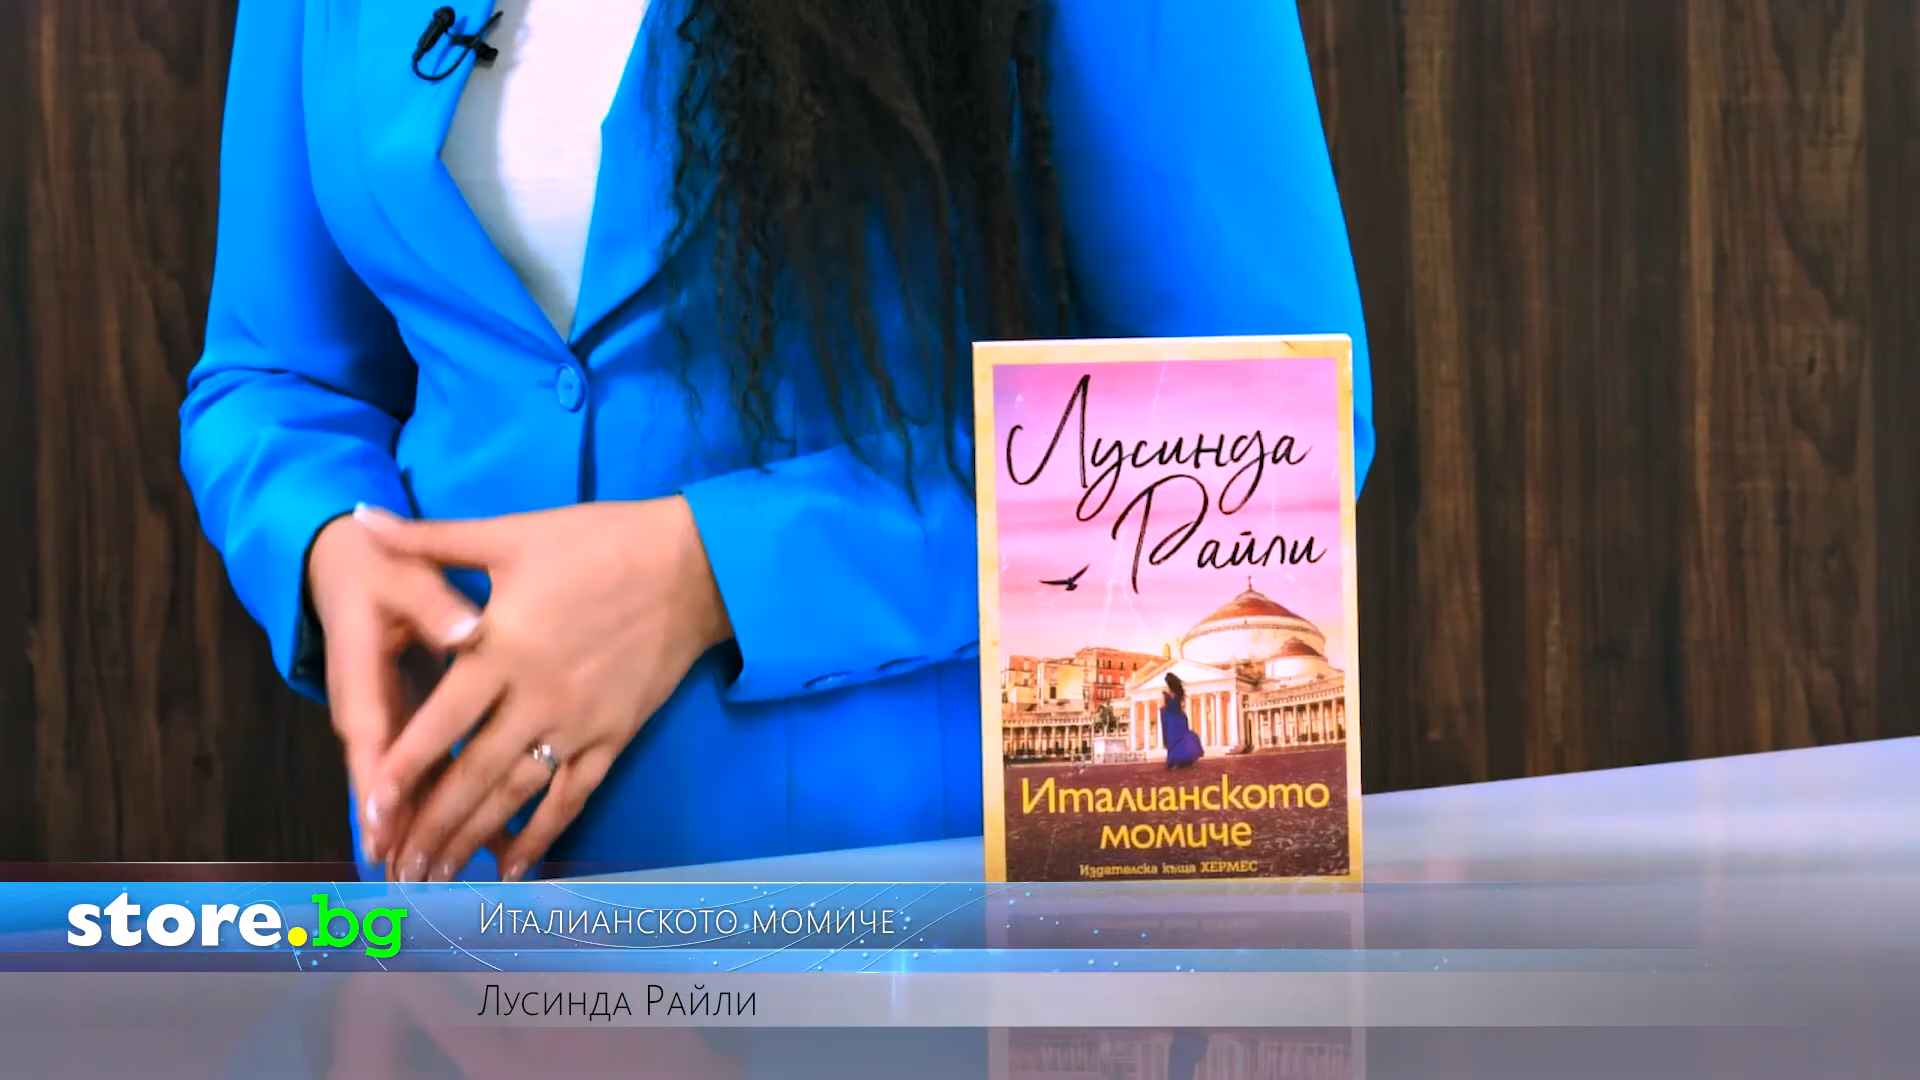 Лусинда
Райли
Италианското
момиче
Издателска къща ХЕРМЕС
store.bg
Италианското момиче
Лусинда Райли